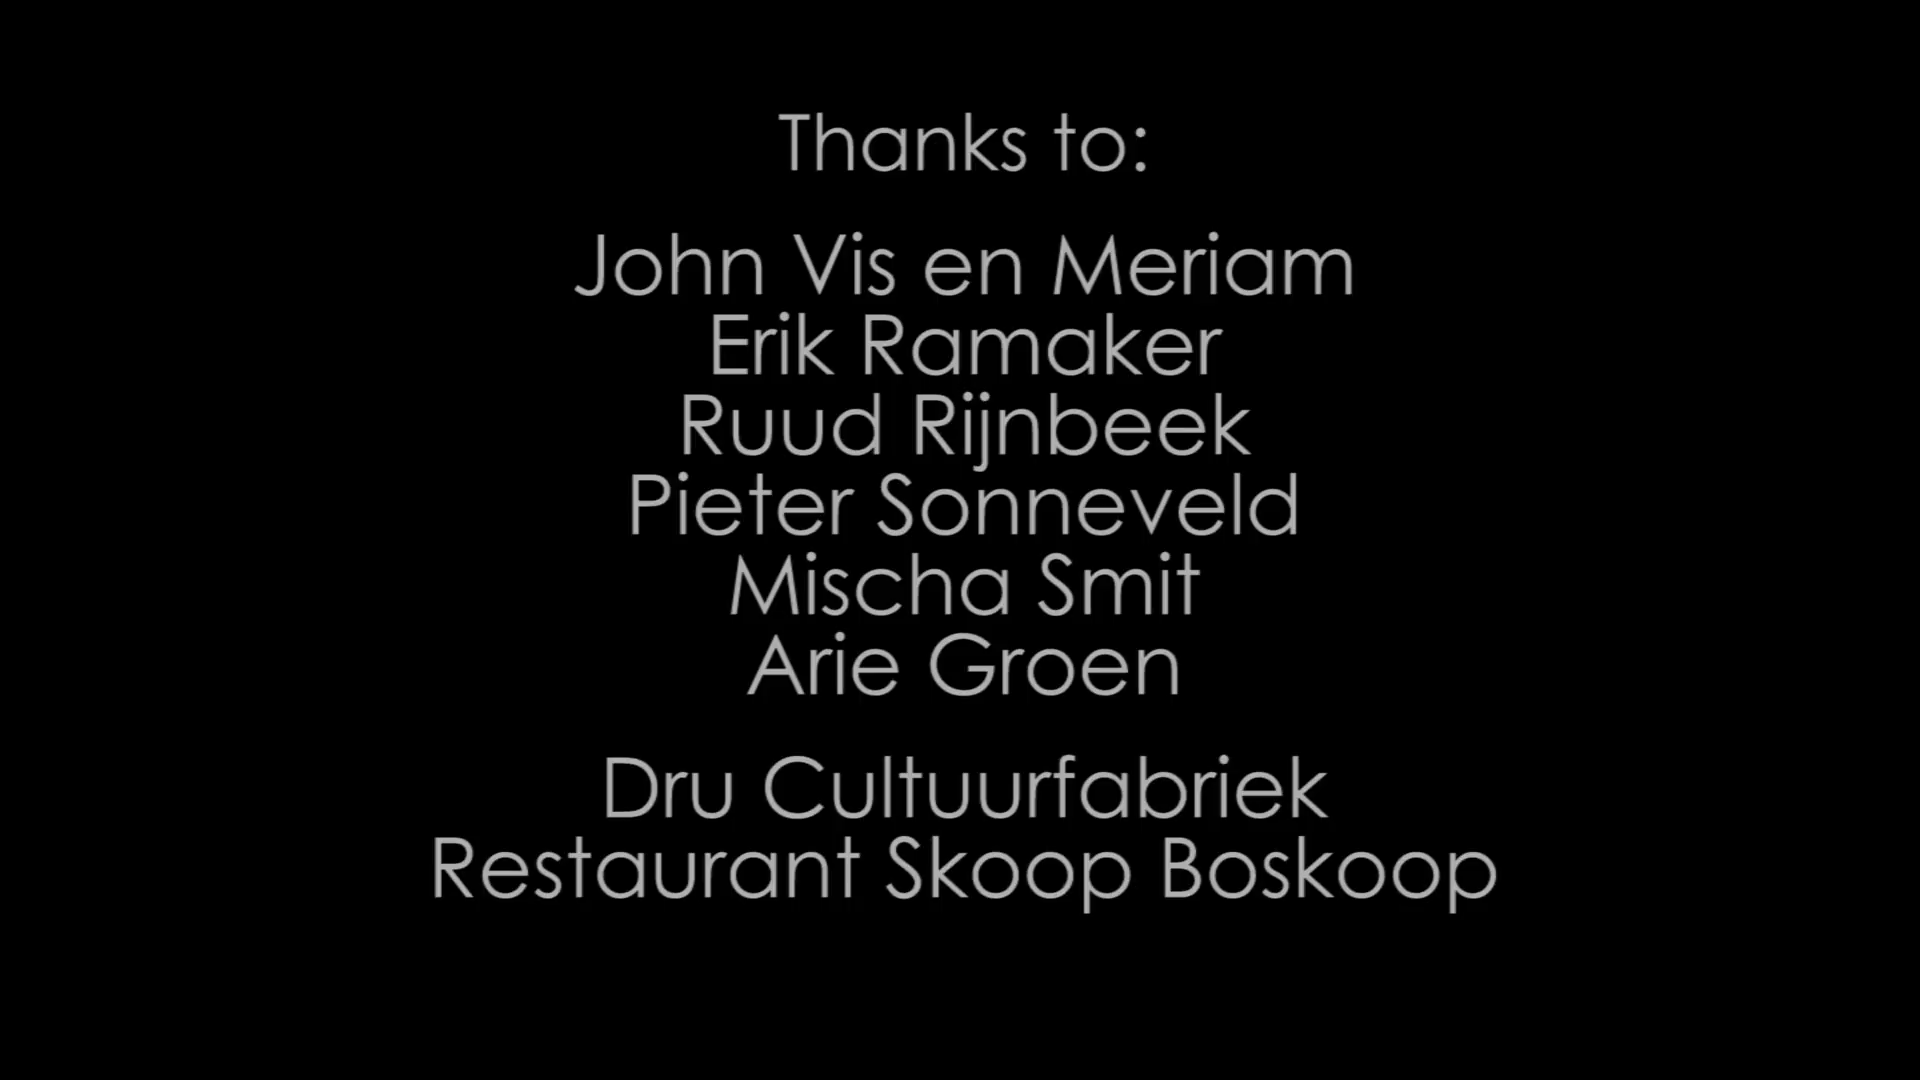 Thanks to:
John Vis en Meriam
Erik Ramaker
Ruud Rijnbeek
Pieter Sonneveld
Mischa Smit
Arie Groen
Dru Cultuurfabriek
Restaurant Skoop Boskoop